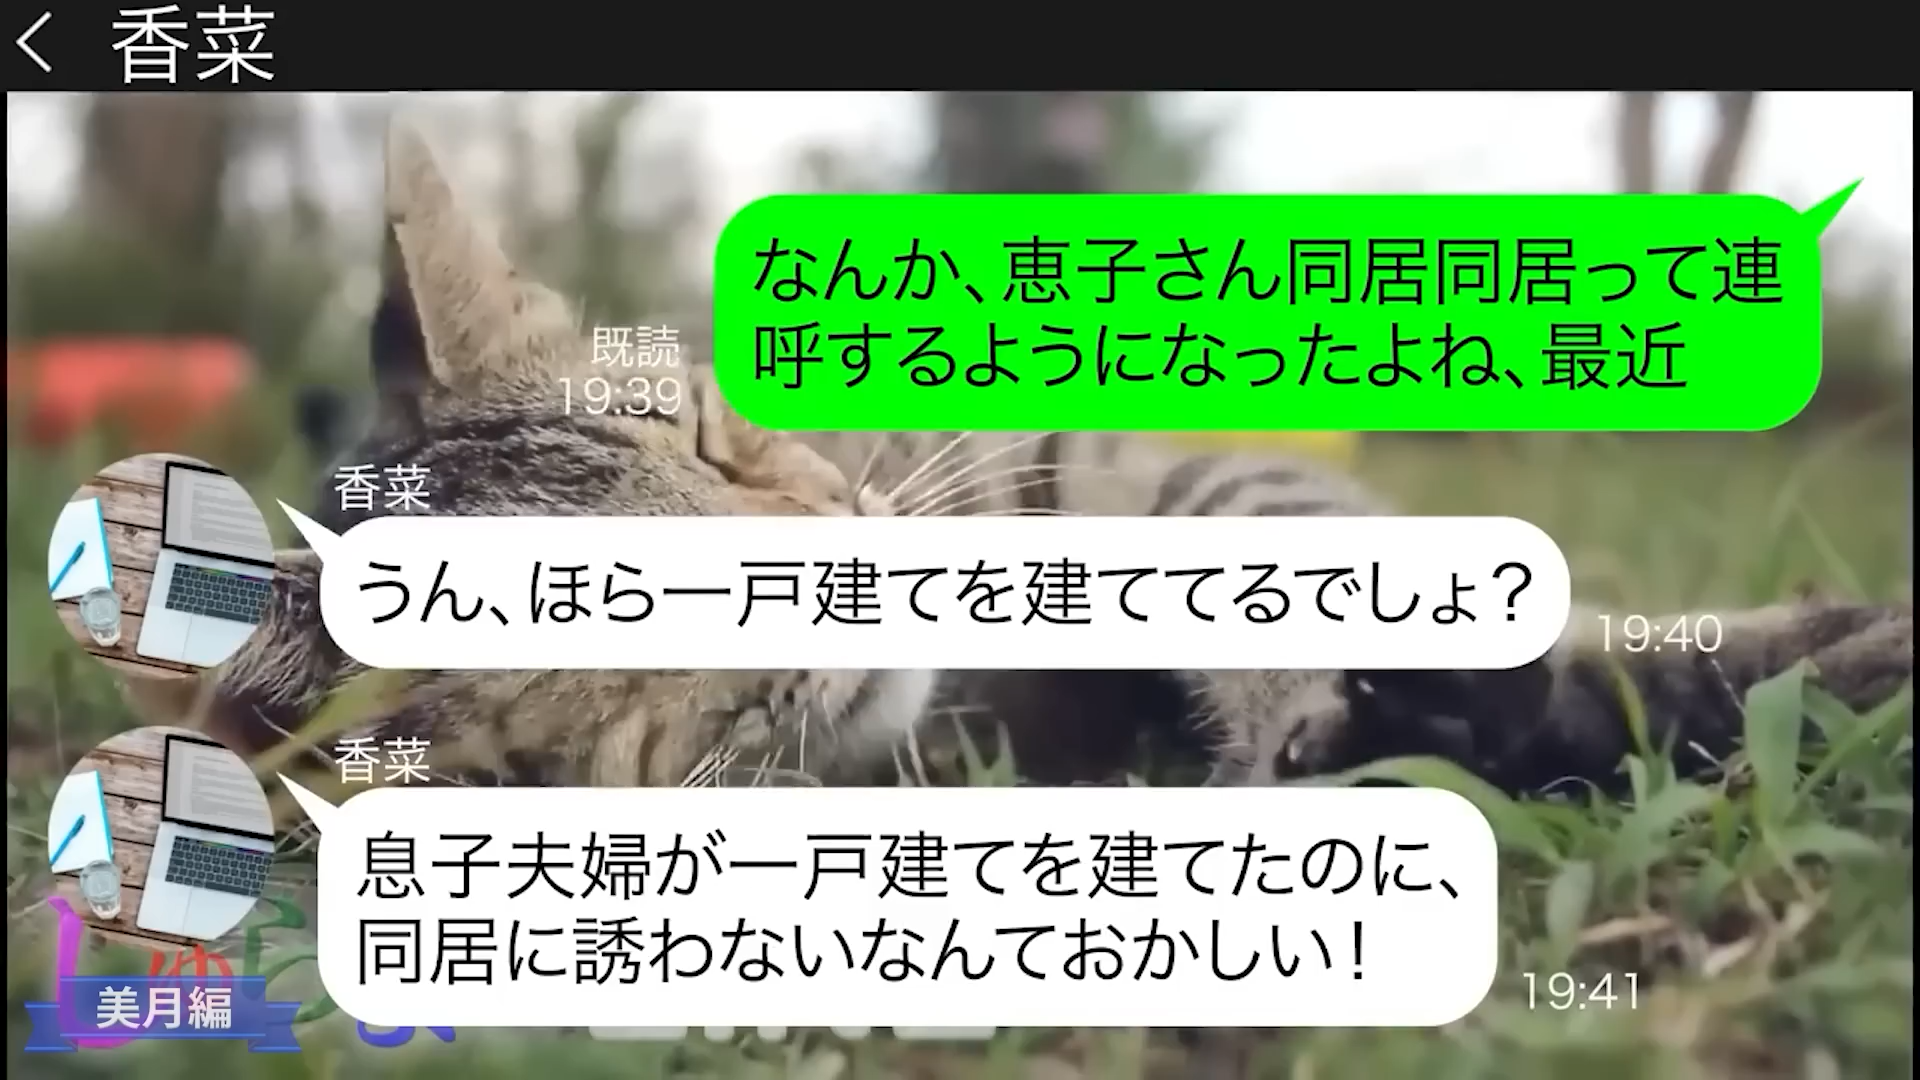 香菜
なんか、恵子さん同居同居って連
呼するようになったよね、最近
既読
19:39
香菜
うん、ほら一戸建てを建ててるでしょ？
19:40
香菜
息子夫婦が一戸建てを建てたのに、
同居に誘わないなんておかしい！
19:41
美月編